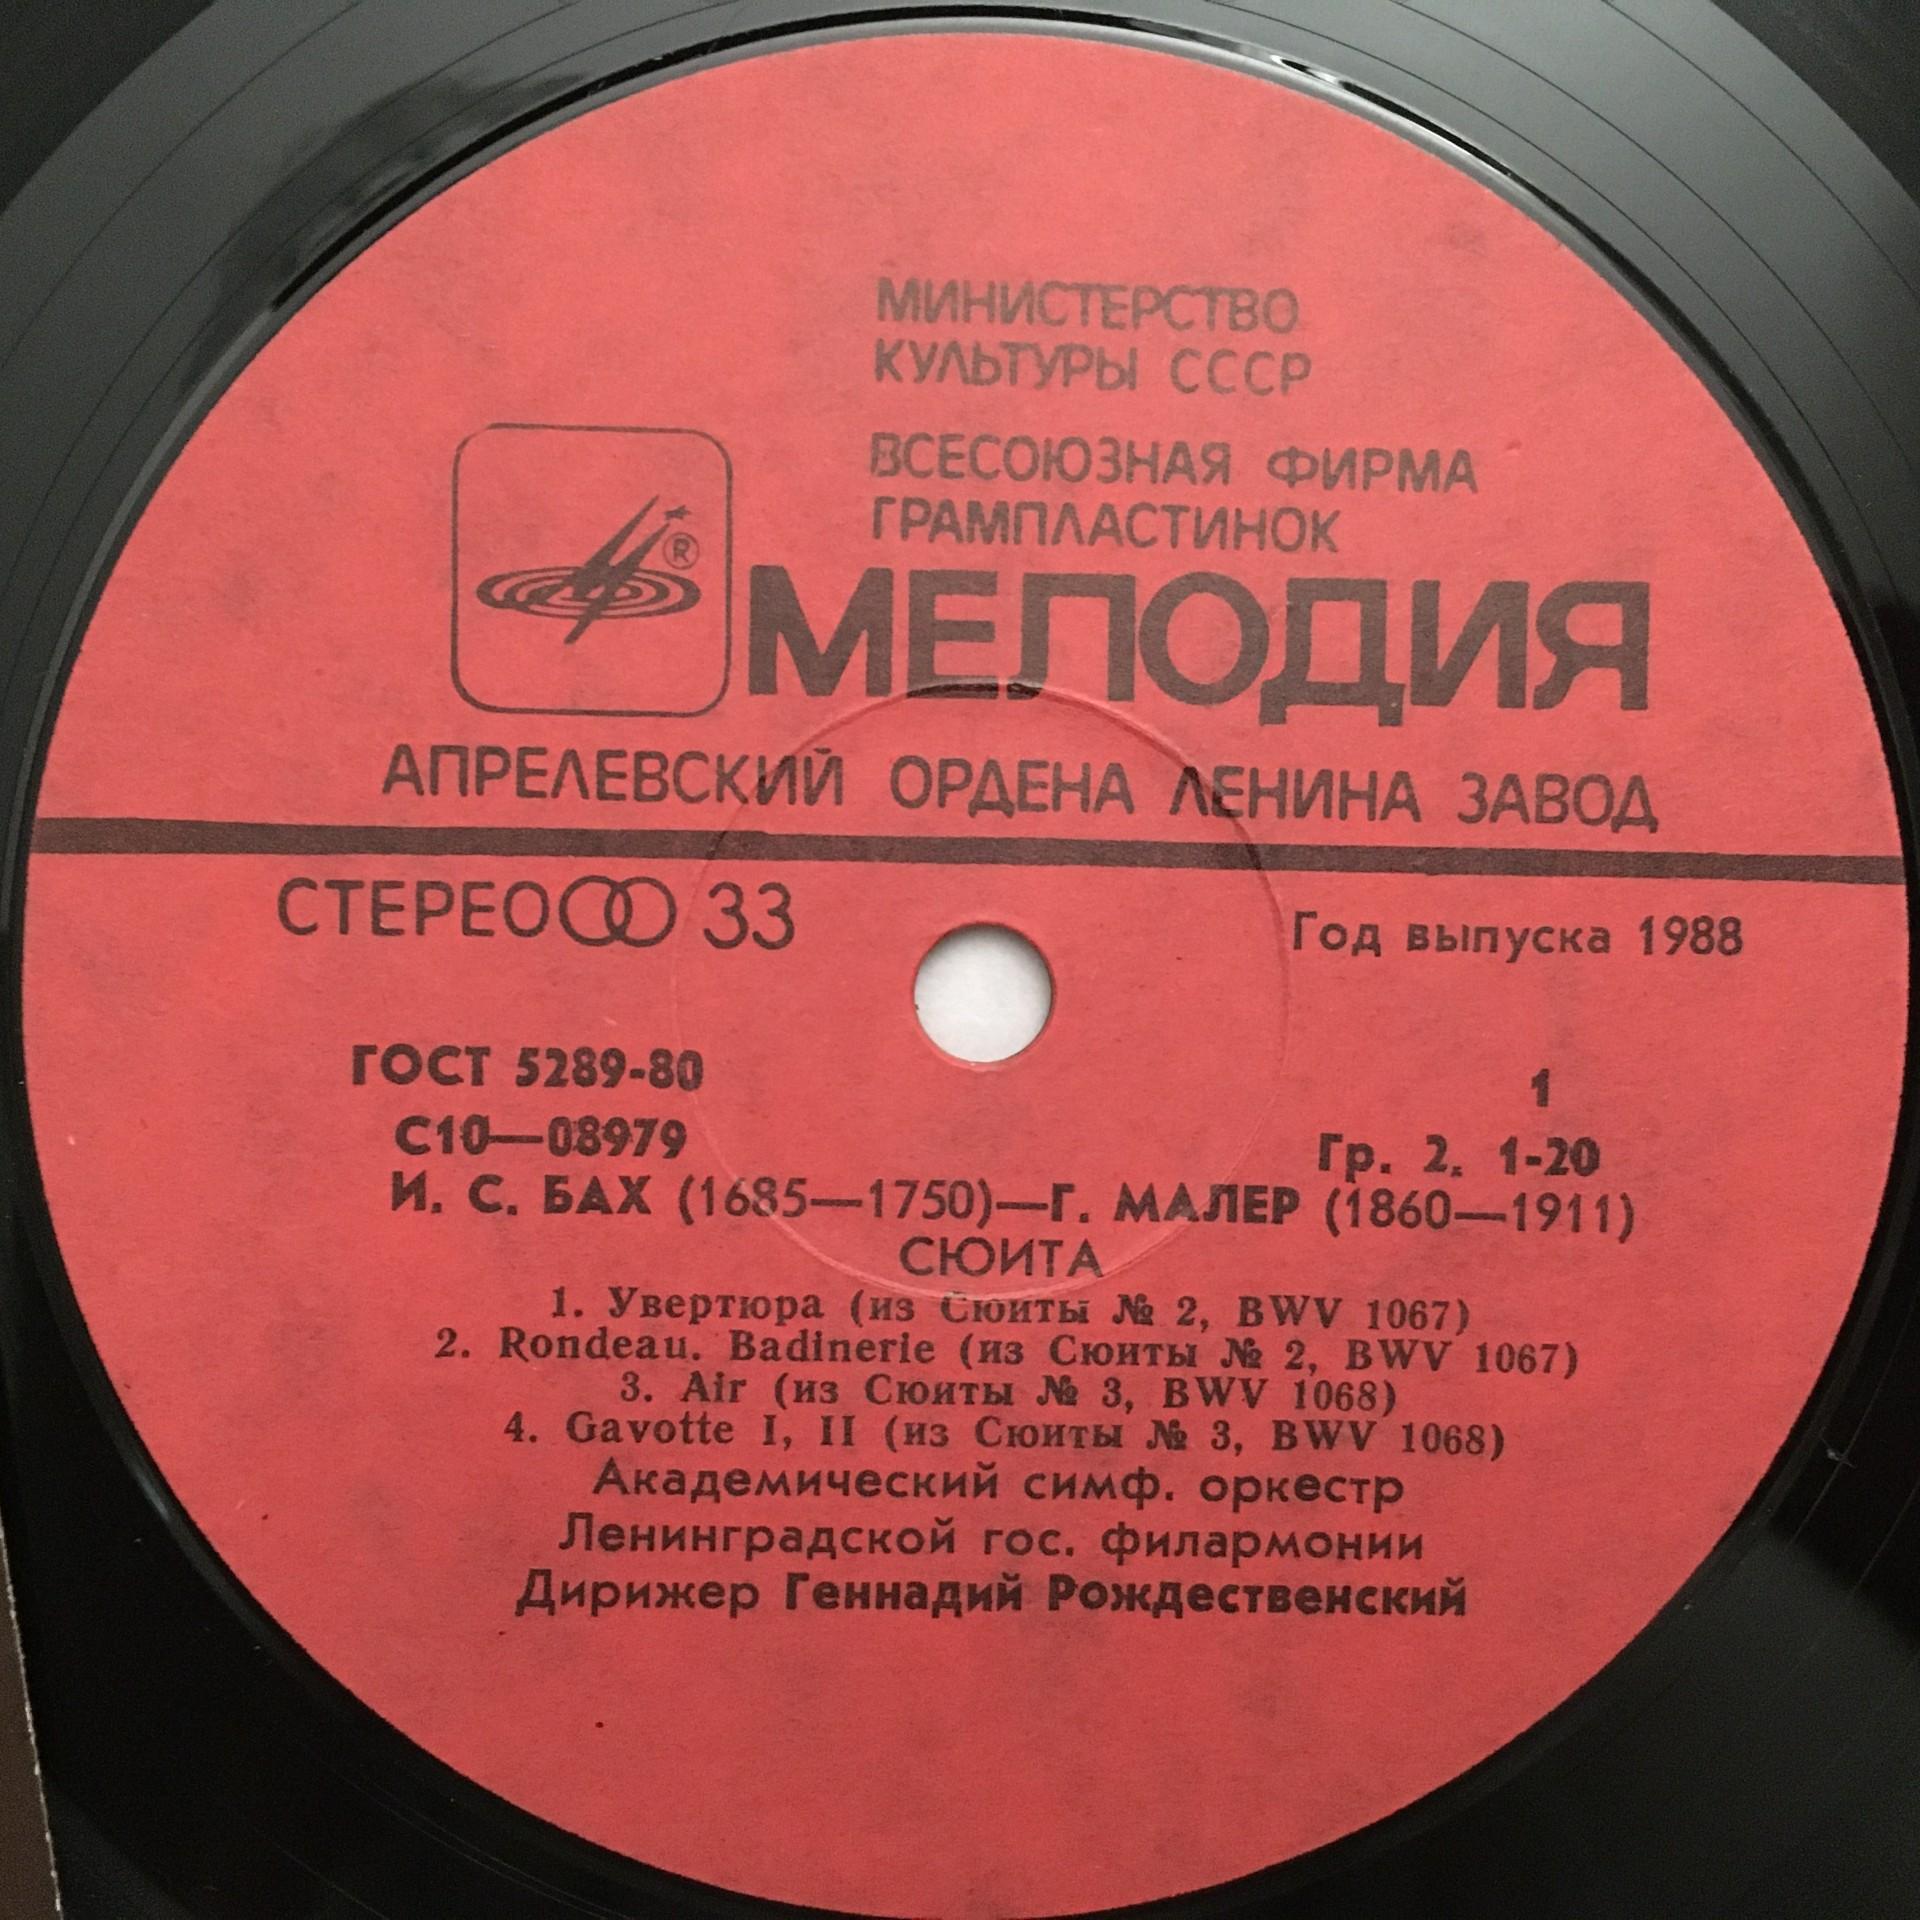 МИНИСТЕРСТВО
КУЛЬТУРЫ СССР
ВСЕСОЮЗНАЯ ФИРМА
ГРАМПЛАСТИНОК
®
МЕЛОДИЯ
АПРЕЛЕВСКИЙ ОРДЕНА ЛЕНИНА ЗАВОД
СТЕРЕО 33
Год выпуска 1988
ГОСТ 5289-80
1
С10—08979
Гр. 2. 1-20
И. С. БАХ (1685—1750)—Г. МАЛЕР (1860—1911)
СЮИТА
1. Увертюра (из Сюиты № 2, BWV 1067)
2. Rondeau. Badinerie (из Сюиты № 2, BWV 1067)
3. Air (из Сюиты № 3, BWV 1068)
4. Gavotte I, II (из Сюиты № 3, BWV 1068)
Академический симф. оркестр
Ленинградской гос. филармонии
Дирижер Геннадий Рождественский